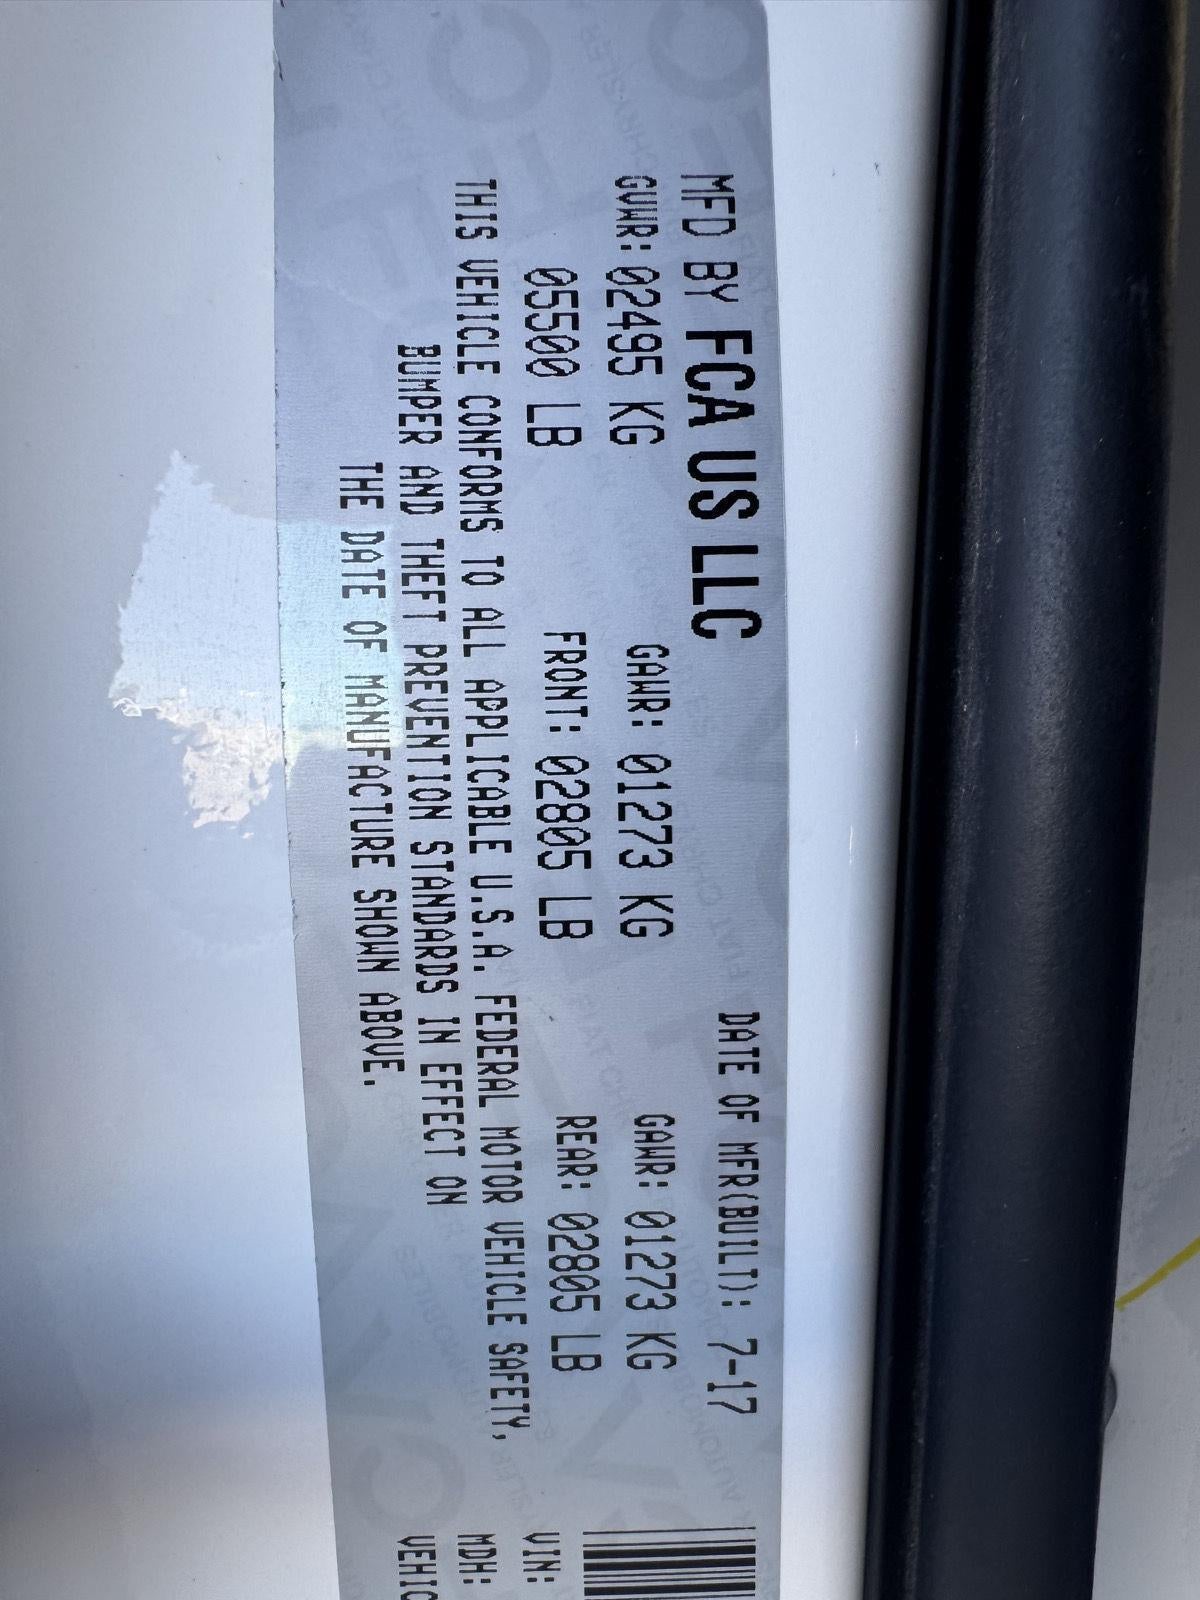 MFD BY FCA US LLC DATE OF MFR(BUILT): 7-17
GVWR: 02495 KG GAWR: 01273 KG GAWR: 01273 KG
05500 LB FRONT: 02805 LB REAR: 02805 LB
THIS VEHICLE CONFORMS TO ALL APPLICABLE U.S.A. FEDERAL MOTOR VEHICLE SAFETY,
BUMPER AND THEFT PREVENTION STANDARDS IN EFFECT ON
THE DATE OF MANUFACTURE SHOWN ABOVE.
VIN:
MDH: